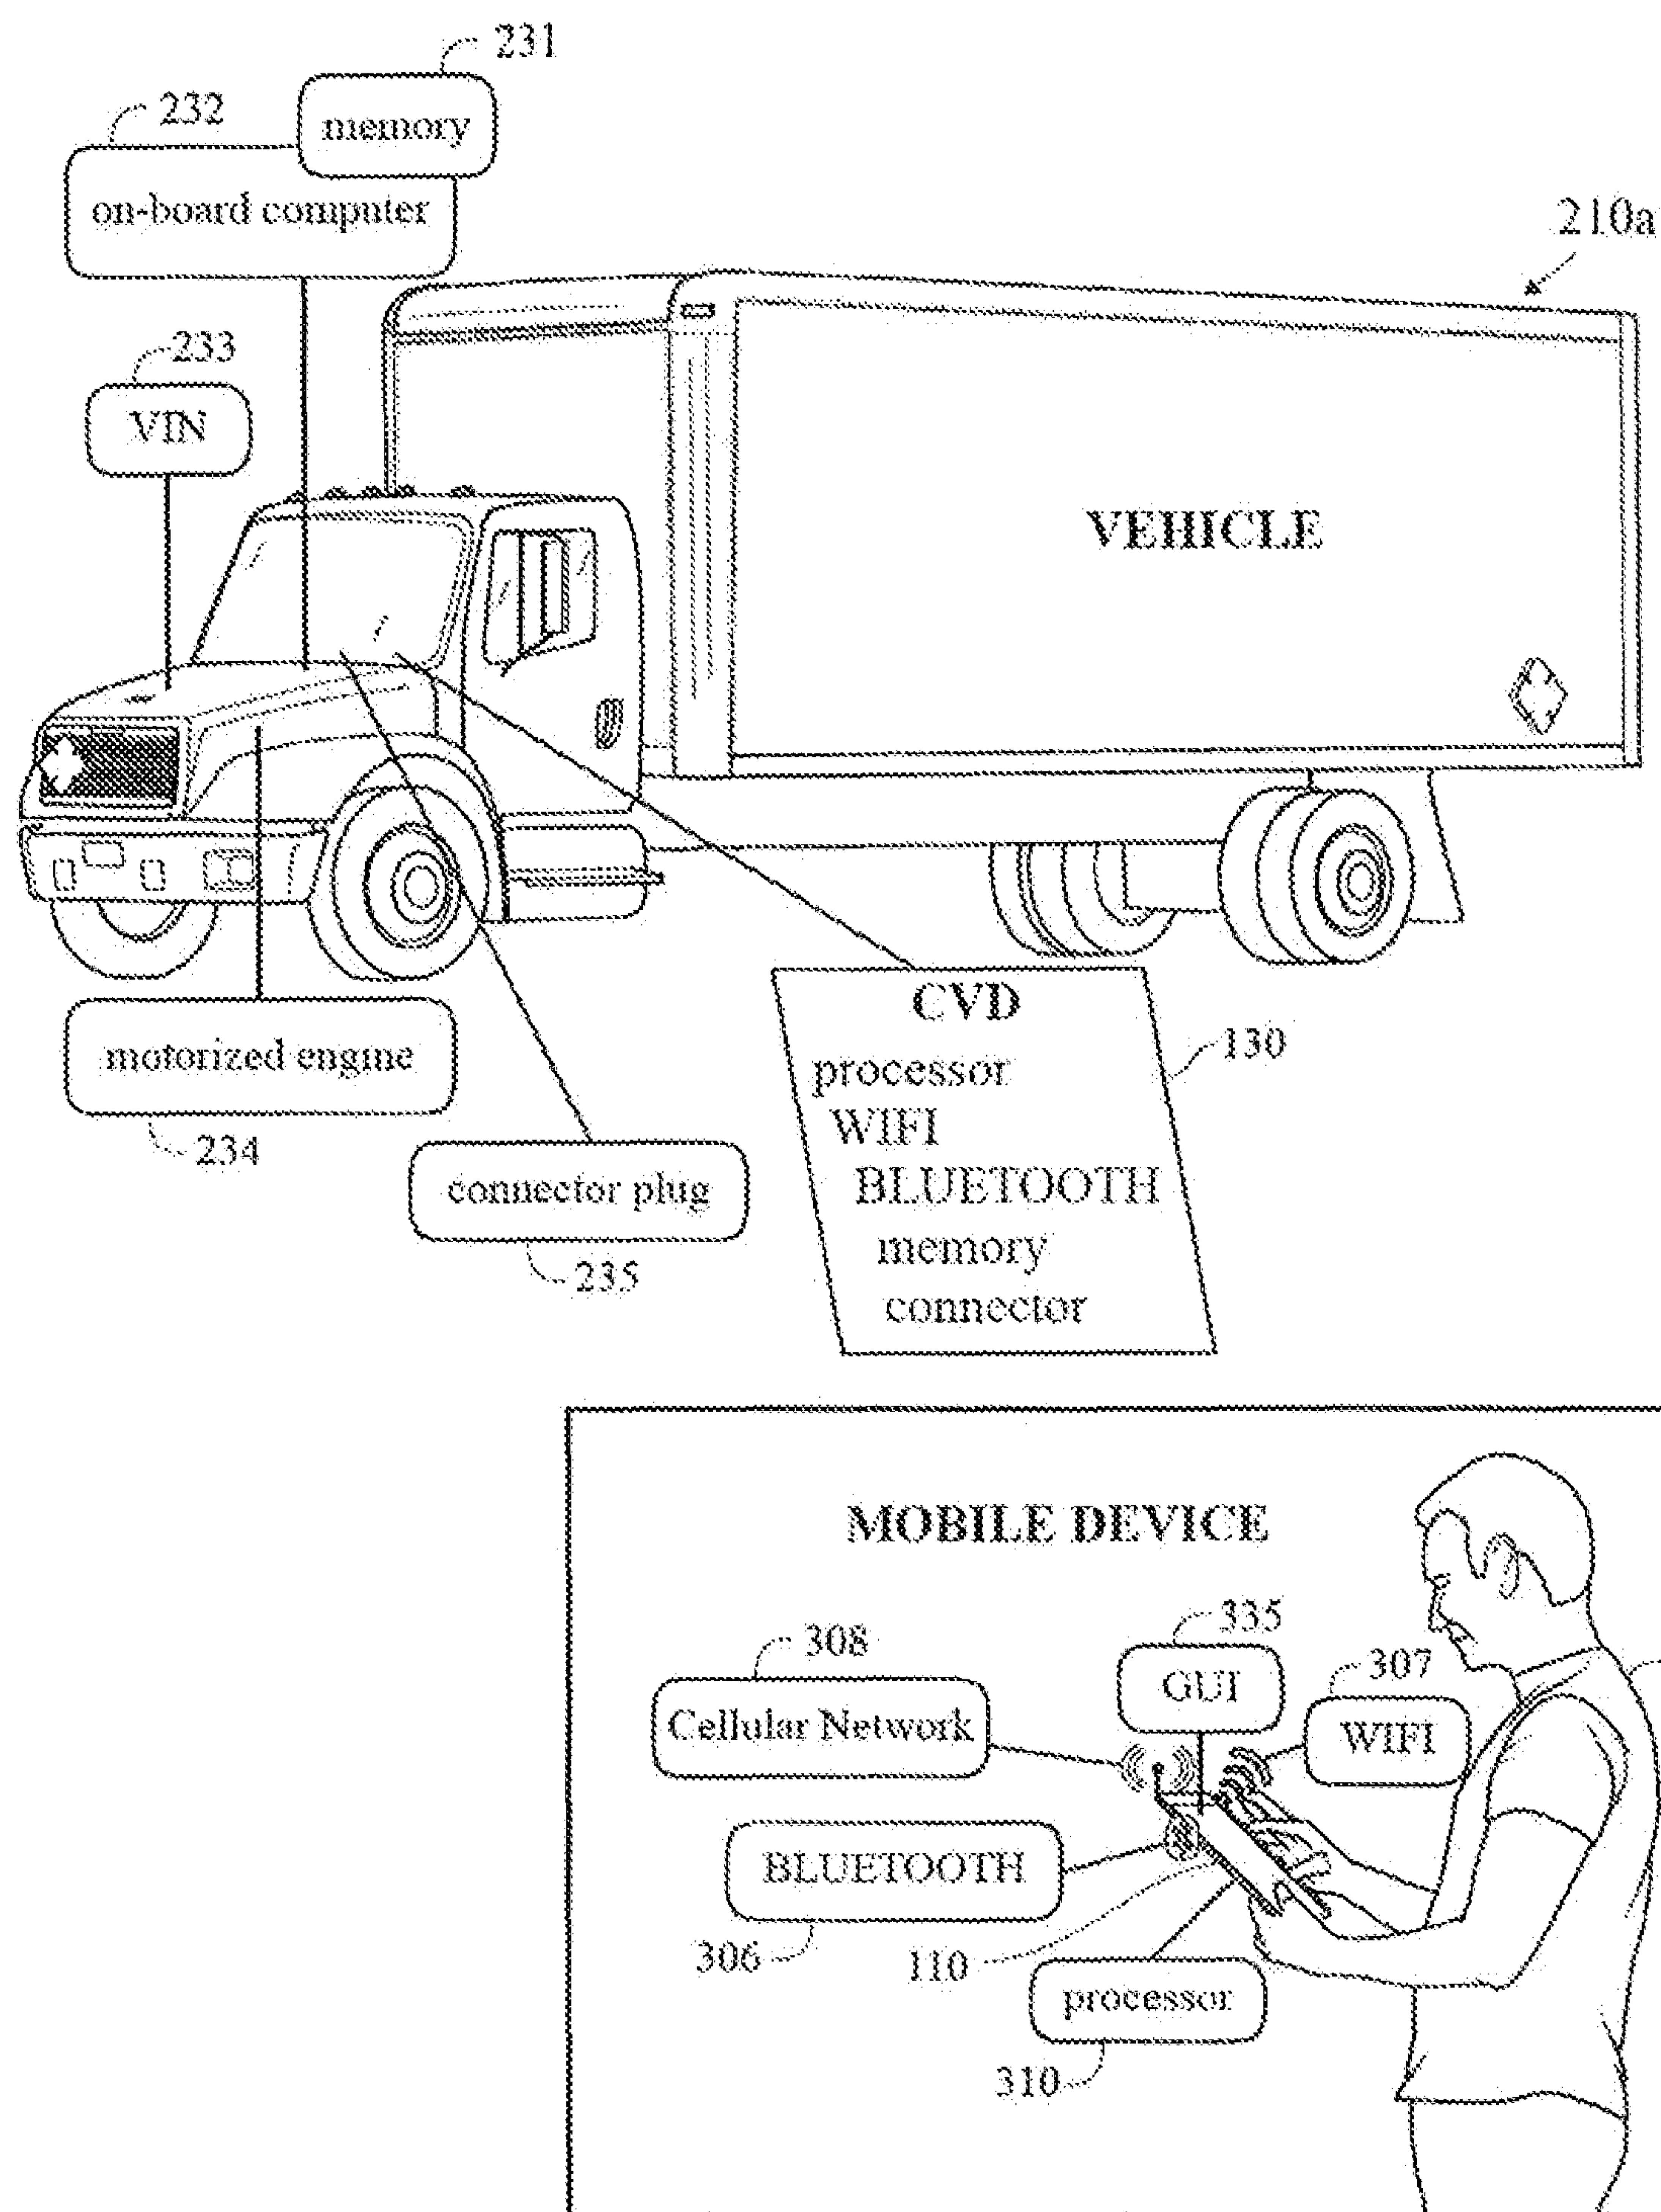 231
memory
232
on-board computer
210a
233
VIN
VEHICLE
motorized engine
234
connector plug
235
CVD
processor
WIFI
BLUETOOTH
memory
connector
130
MOBILE DEVICE
335
GUI
308
Cellular Network
307
WIFI
BLUETOOTH
306
110
processor
310